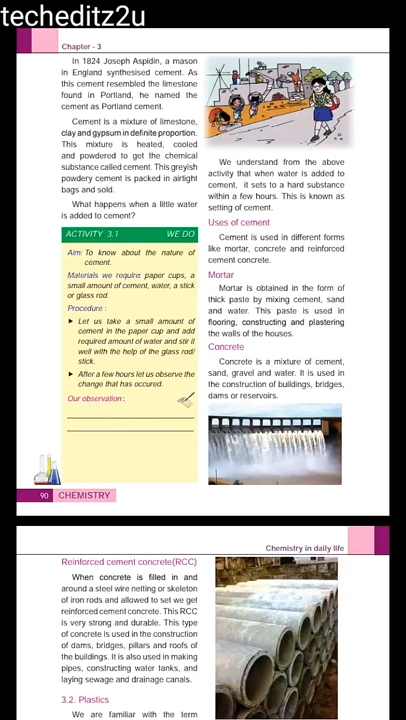 techeditz2u
Chapter - 3
In 1824 Joseph Aspidin, a mason
in England synthesised cement. As
this cement resembled the limestone
found in Portland, he named the
cement as Portland cement.
Cement is a mixture of limestone,
clay and gypsum in definite proportion.
This mixture is heated, cooled
and powdered to get the chemical
substance called cement. This greyish
powdery cement is packed in airtight
bags and sold.
What happens when a little water
is added to cement?
ACTIVITY 3.1 WE DO
Aim: To know about the nature of
cement.
Materials we require: paper cups, a
small amount of cement, water, a stick
or glass rod.
Procedure :
► Let us take a small amount of
cement in the paper cup and add
required amount of water and stir it
well with the help of the glass rod/
stick.
► After a few hours let us observe the
change that has occured.
Our observation:
We understand from the above
activity that when water is added to
cement, it sets to a hard substance
within a few hours. This is known as
setting of cement.
Uses of cement
Cement is used in different forms
like mortar, concrete and reinforced
cement concrete.
Mortar
Mortar is obtained in the form of
thick paste by mixing cement, sand
and water. This paste is used in
flooring, constructing and plastering
the walls of the houses.
Concrete
Concrete is a mixture of cement,
sand, gravel and water. It is used in
the construction of buildings, bridges,
dams or reservoirs.
90 CHEMISTRY
Chemistry in daily life
Reinforced cement concrete(RCC)
When concrete is filled in and
around a steel wire netting or skeleton
of iron rods and allowed to set we get
reinforced cement concrete. This RCC
is very strong and durable. This type
of concrete is used in the construction
of dams, bridges, pillars and roofs of
the buildings. It is also used in making
pipes, constructing water tanks, and
laying sewage and drainage canals.
3.2. Plastics
We are familiar with the term